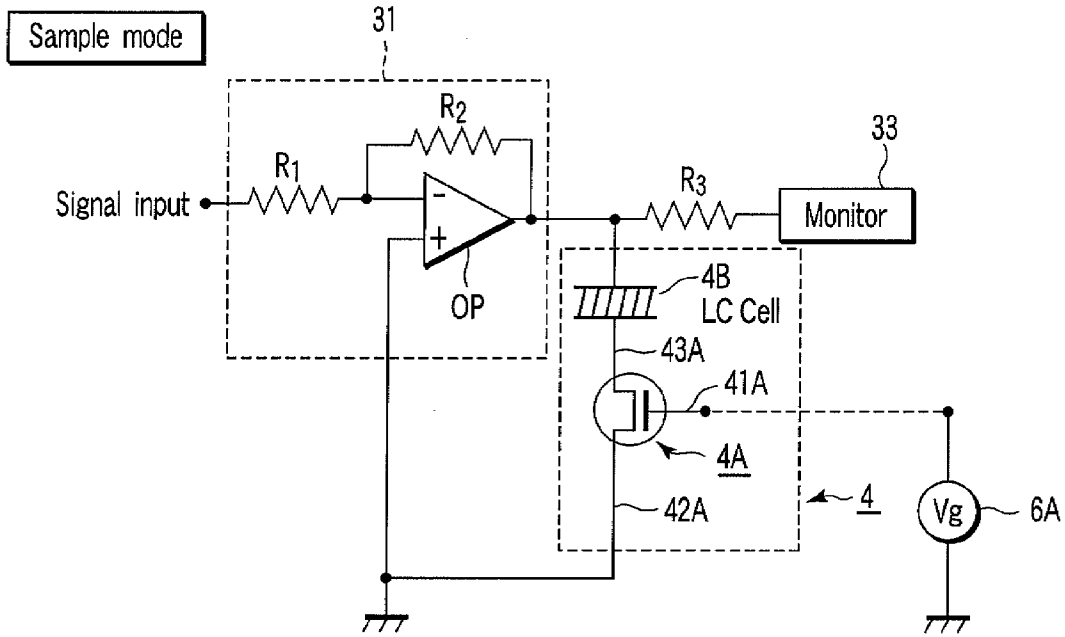 Sample mode
31
R2
33
R1
R3
Signal input
-
Monitor
+
4B
OP
LC Cell
43A
41A
4A
4
42A
Vg
6A